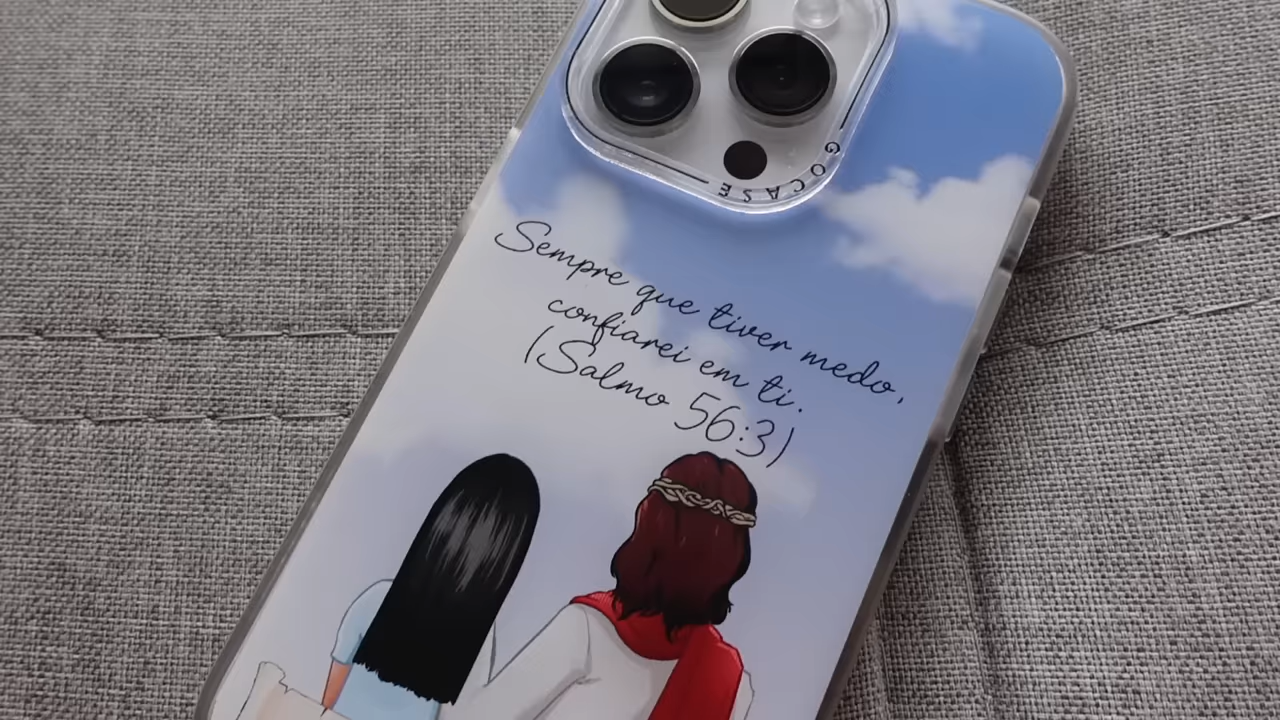 GOCASE
Sempre que tiver medo,
confiarei em ti.
(Salmo 56:3)